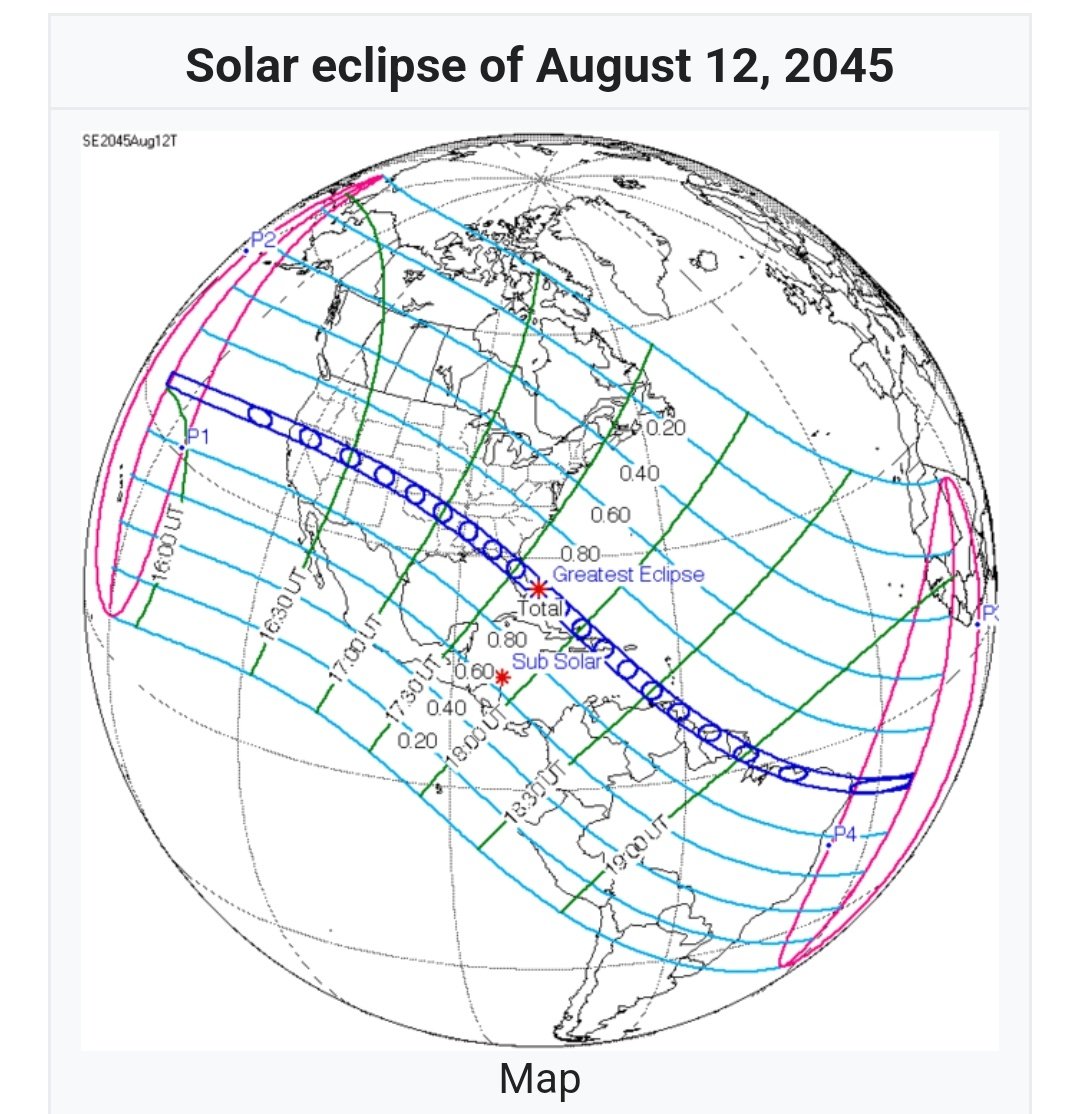 Solar eclipse of August 12, 2045
SE2045Aug12T
P2
P1
0.20
0.40
0.60
0.80
Greatest Eclipse
Total
0.80
Sub Solar
0.60
0.40
0.20
16:00 UT
16:30 UT
17:00 UT
17:30 UT
18:00 UT
18:30 UT
19:00 UT
P4
Map